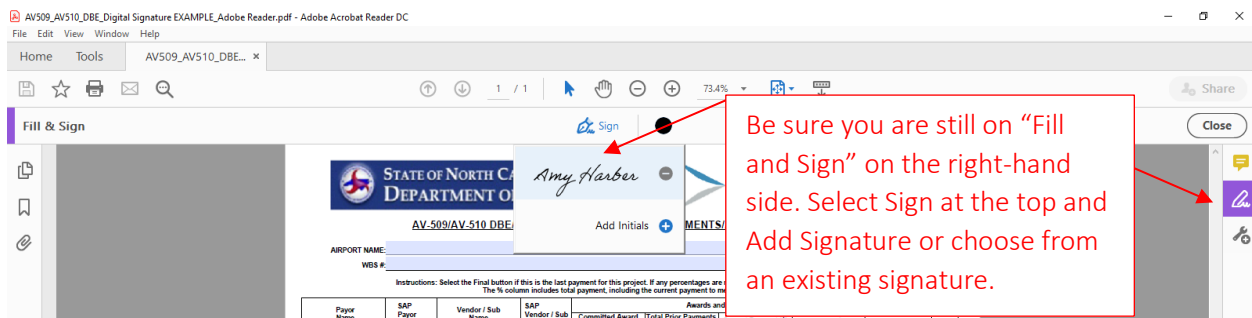 AV509_AV510_DBE_Digital Signature EXAMPLE_Adobe Reader.pdf - Adobe Acrobat Reader DC
File Edit View Window Help
Home Tools AV509_AV510_DBE... ×
1 / 1 73.4% Share
Fill & Sign Sign Close
Be sure you are still on “Fill
and Sign” on the right-hand
side. Select Sign at the top and
Add Signature or choose from
an existing signature.
Amy Harber
Add Initials
STATE OF NORTH CA
DEPARTMENT O
AV-509/AV-510 DBE/ MENTS/
AIRPORT NAME:
WBS #:
Instructions: Select the Final button if this is the last payment for this project. If any percentages are
The % column includes total payment, including the current payment to
Payor
Name
SAP
Payor
Vendor / Sub
Name
SAP
Vendor / Sub
Awards and
Committed Award Total Prior Payments